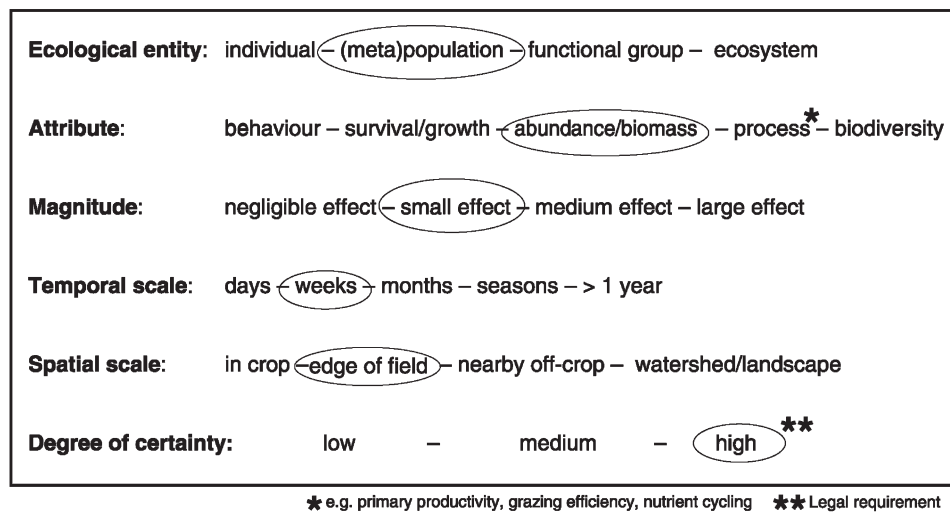 Ecological entity: individual – (meta)population – functional group – ecosystem
Attribute: behaviour – survival/growth – abundance/biomass – process* – biodiversity
Magnitude: negligible effect – small effect – medium effect – large effect
Temporal scale: days – weeks – months – seasons – > 1 year
Spatial scale: in crop – edge of field – nearby off-crop – watershed/landscape
Degree of certainty: low – medium – high **
* e.g. primary productivity, grazing efficiency, nutrient cycling ** Legal requirement